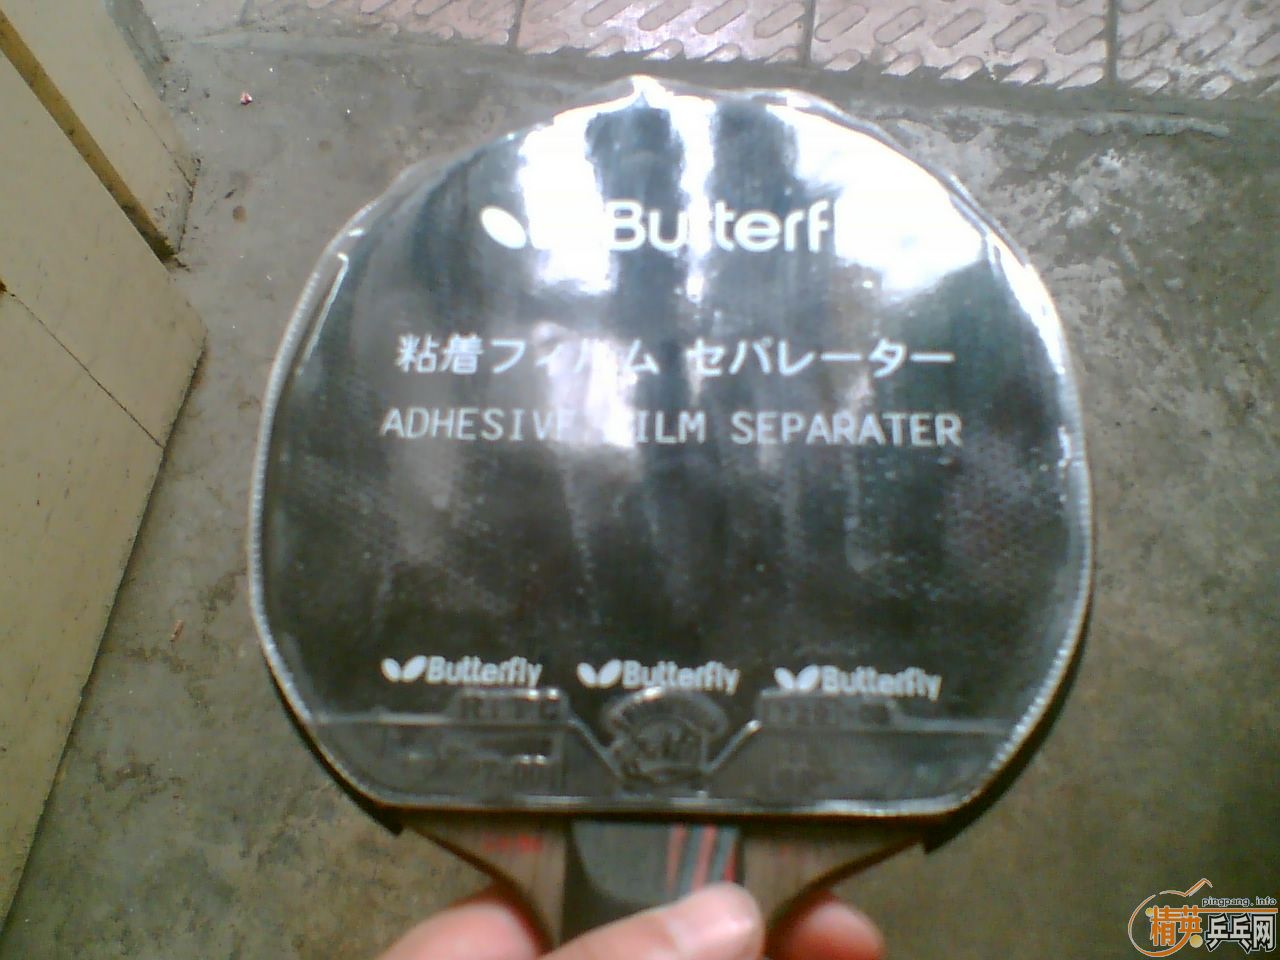 Butterfly
粘着フィルム セパレーター
ADHESIVE FILM SEPARATER
Butterfly Butterfly Butterfly
pingpang.info
精英乒乓网